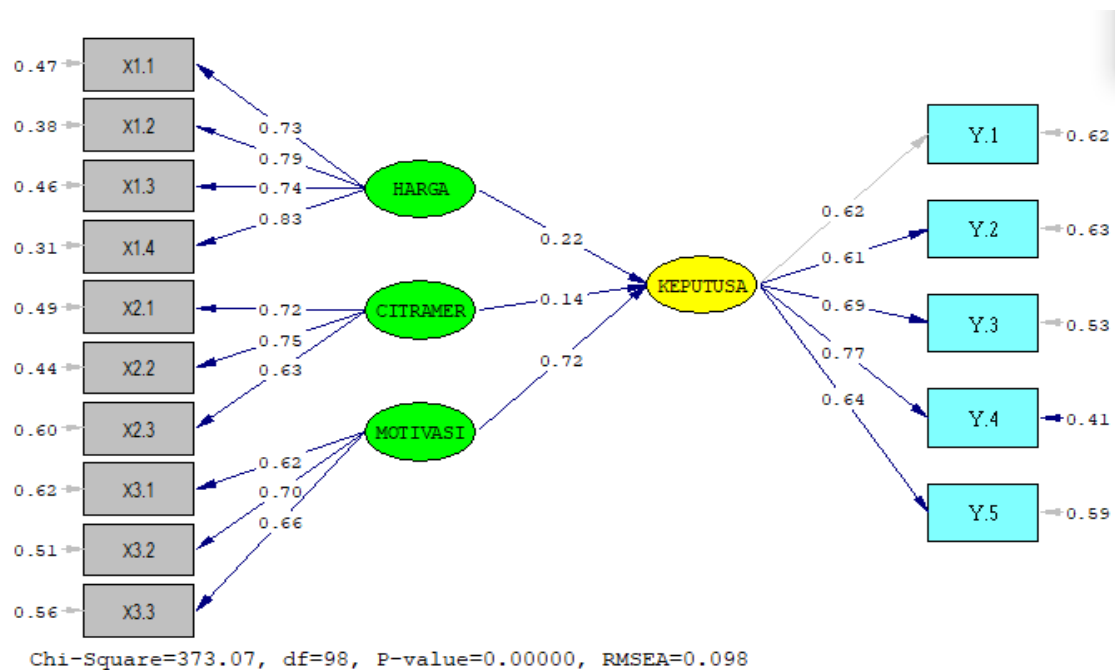 0.47
X1.1
0.38
X1.2
0.46
X1.3
0.31
X1.4
0.49
X2.1
0.44
X2.2
0.60
X2.3
0.62
X3.1
0.51
X3.2
0.56
X3.3
0.73
0.79
0.74
0.83
0.72
0.75
0.63
0.62
0.70
0.66
HARGA
CITRAMER
MOTIVASI
0.22
0.14
0.72
KEPUTUSA
0.62
0.61
0.69
0.77
0.64
Y.1
0.62
Y.2
0.63
Y.3
0.53
Y.4
0.41
Y.5
0.59
Chi-Square=373.07, df=98, P-value=0.00000, RMSEA=0.098